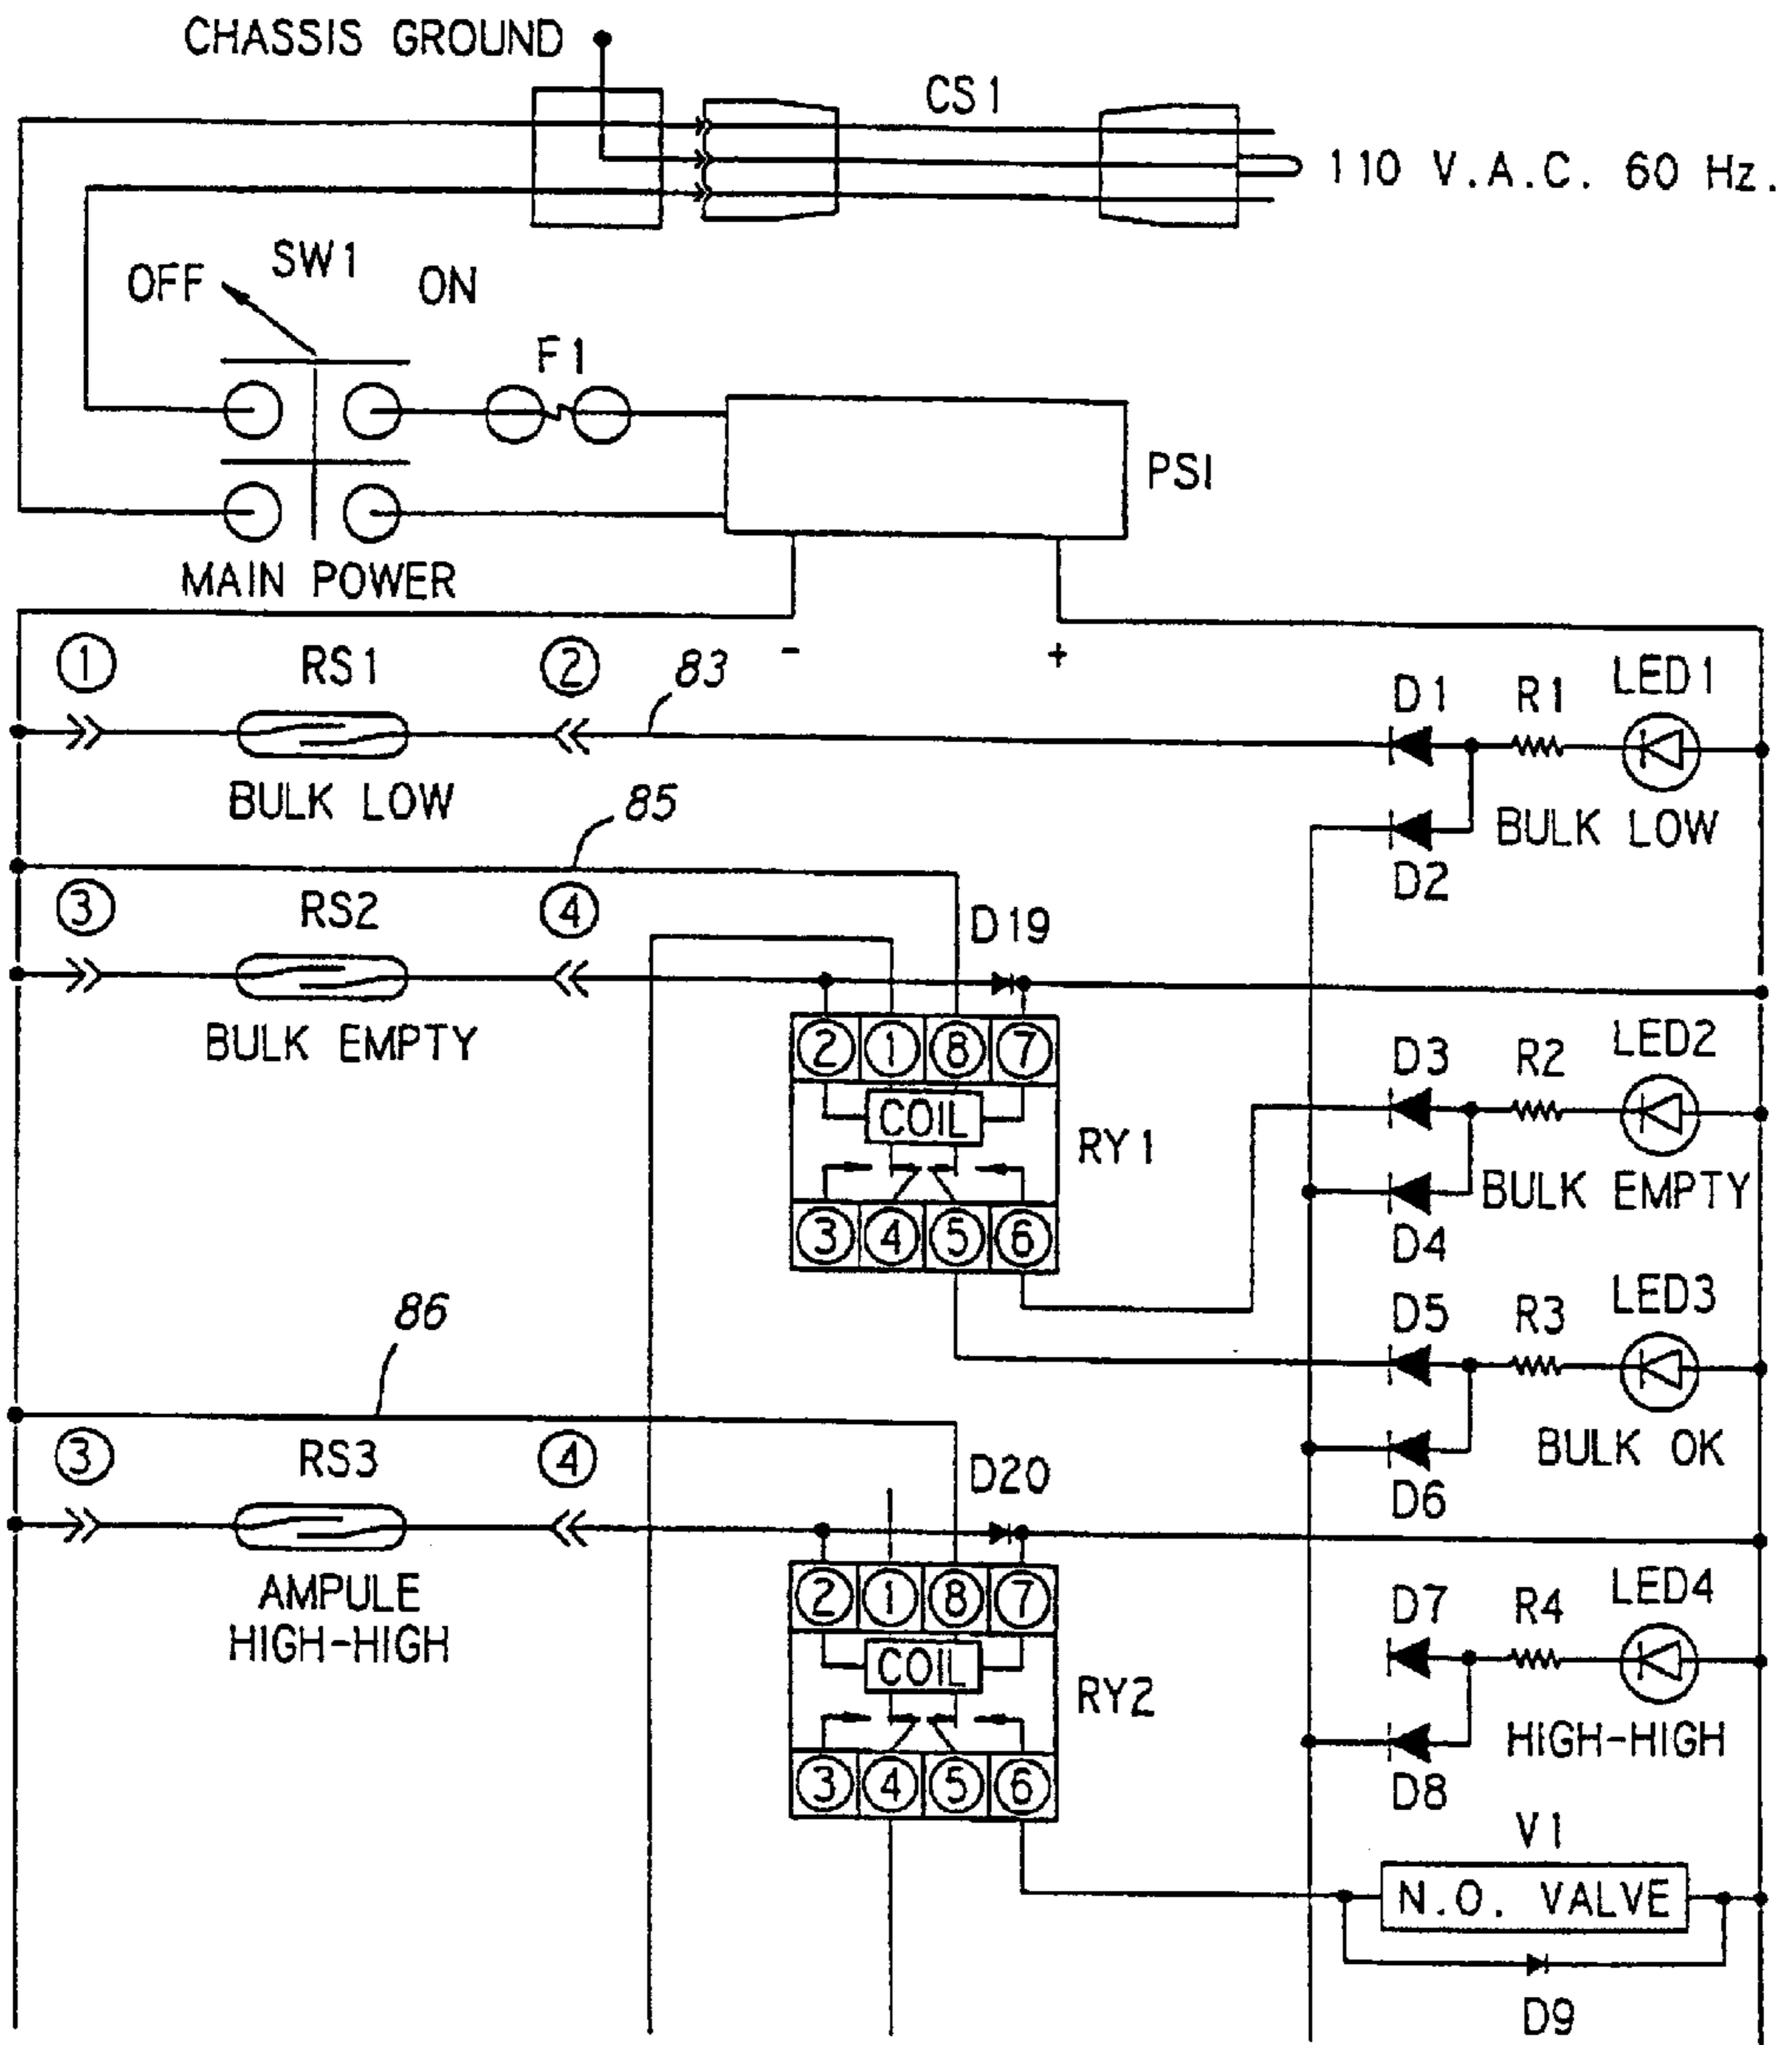 CHASSIS GROUND
CS1
110 V.A.C. 60 Hz.
OFF SW1 ON
F1
PSI
MAIN POWER
- +
1 RS1 2 83
D1 R1 LED1
BULK LOW
85
BULK LOW
D2
3 RS2 4
D19
BULK EMPTY
2 1 8 7
COIL
RY1
3 4 5 6
D3 R2 LED2
BULK EMPTY
D4
86
D5 R3 LED3
BULK OK
D6
3 RS3 4
D20
AMPULE
HIGH-HIGH
2 1 8 7
COIL
RY2
3 4 5 6
D7 R4 LED4
HIGH-HIGH
D8
V1
N.O. VALVE
D9